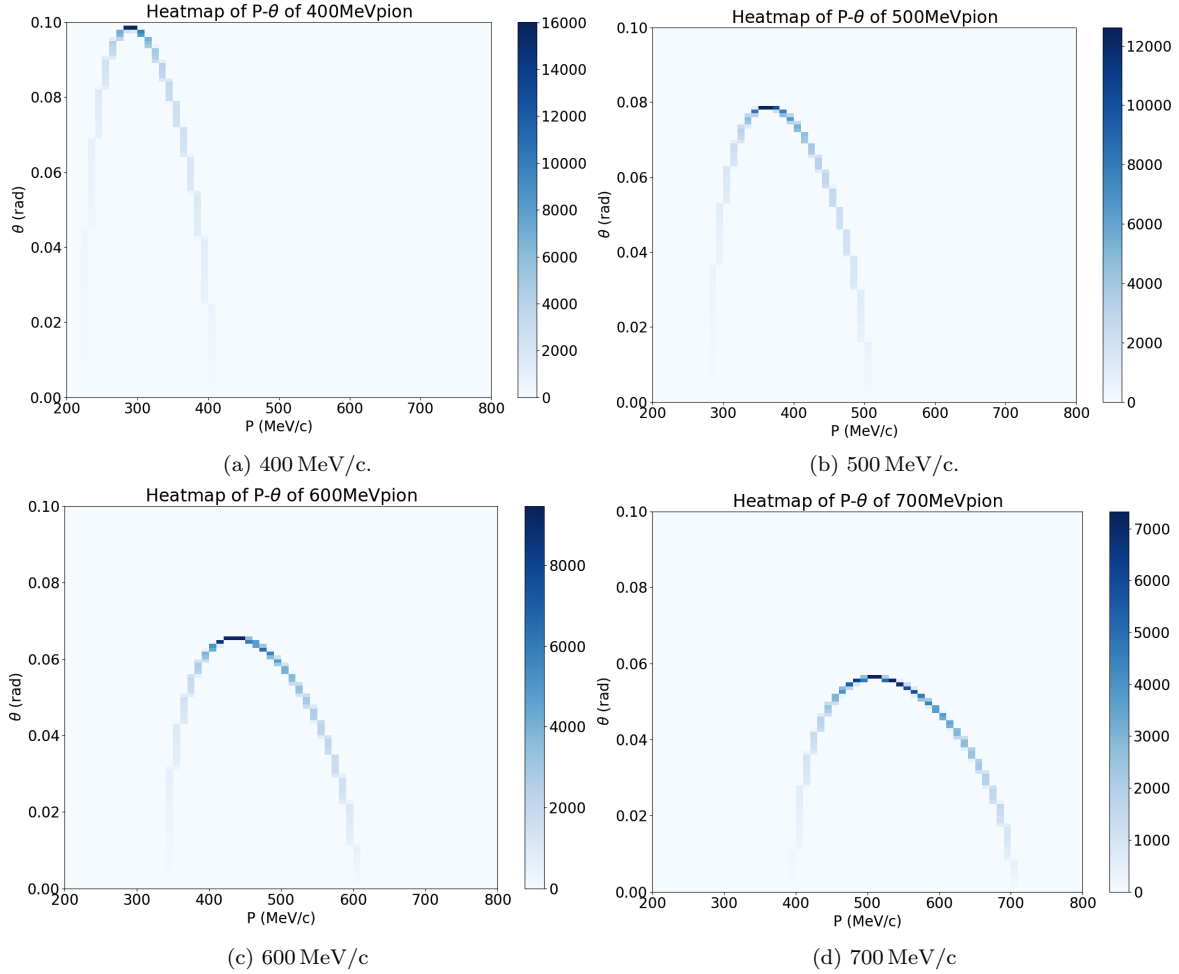 Heatmap of P-θ of 400MeVpion
0.10
0.08
0.06
0.04
0.02
0.00
θ (rad)
200 300 400 500 600 700 800
P (MeV/c)
16000
14000
12000
10000
8000
6000
4000
2000
0
(a) 400 MeV/c.
Heatmap of P-θ of 500MeVpion
0.10
0.08
0.06
0.04
0.02
0.00
θ (rad)
200 300 400 500 600 700 800
P (MeV/c)
12000
10000
8000
6000
4000
2000
0
(b) 500 MeV/c.
Heatmap of P-θ of 600MeVpion
0.10
0.08
0.06
0.04
0.02
0.00
θ (rad)
200 300 400 500 600 700 800
P (MeV/c)
8000
6000
4000
2000
0
(c) 600 MeV/c
Heatmap of P-θ of 700MeVpion
0.10
0.08
0.06
0.04
0.02
0.00
θ (rad)
200 300 400 500 600 700 800
P (MeV/c)
7000
6000
5000
4000
3000
2000
1000
0
(d) 700 MeV/c